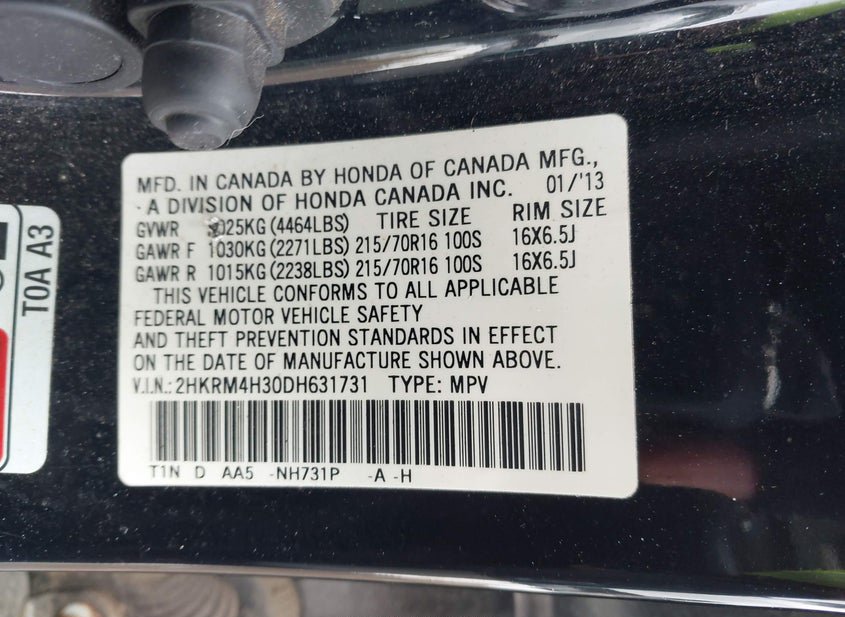 MFD. IN CANADA BY HONDA OF CANADA MFG.,
- A DIVISION OF HONDA CANADA INC. 01/'13
GVWR 025KG (4464LBS) TIRE SIZE RIM SIZE
GAWR F 1030KG (2271LBS) 215/70R16 100S 16X6.5J
GAWR R 1015KG (2238LBS) 215/70R16 100S 16X6.5J
THIS VEHICLE CONFORMS TO ALL APPLICABLE
FEDERAL MOTOR VEHICLE SAFETY
AND THEFT PREVENTION STANDARDS IN EFFECT
ON THE DATE OF MANUFACTURE SHOWN ABOVE.
V.I.N.: 2HKRM4H30DH631731 TYPE: MPV
T1N D AA5 -NH731P -A -H
T0A A3